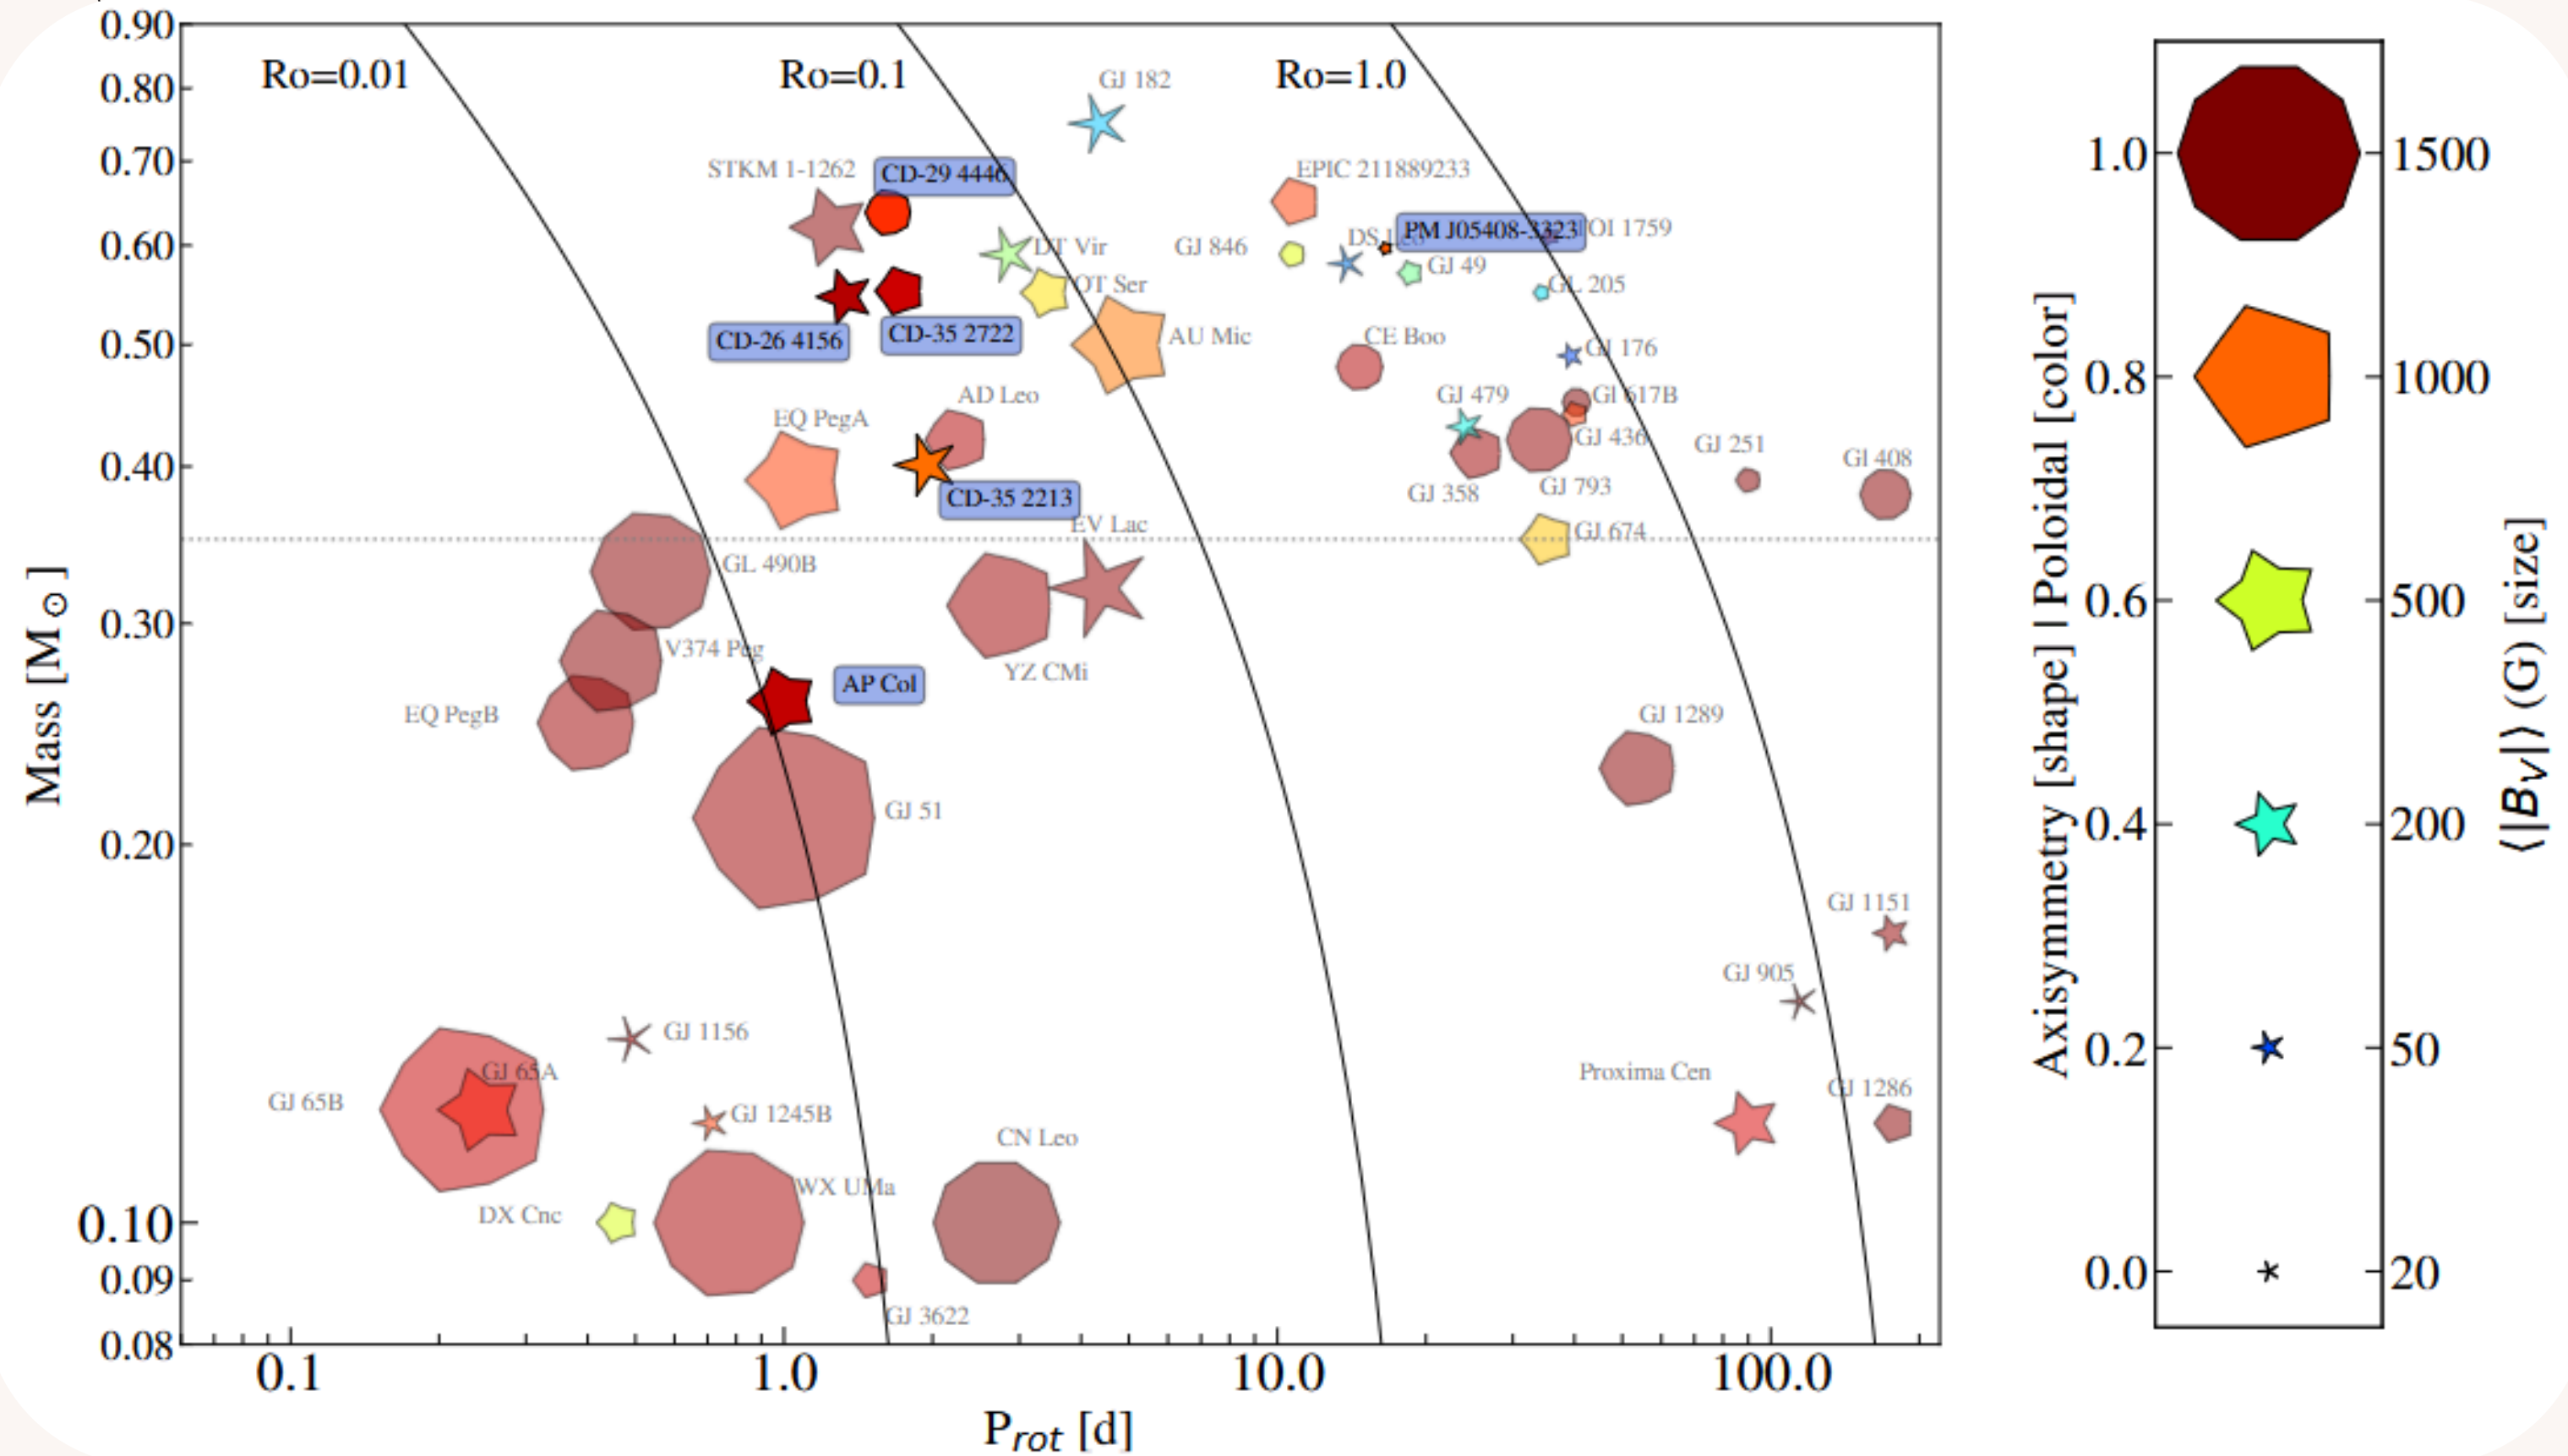 0.90
Ro=0.01
Ro=0.1
Ro=1.0
0.80
GJ 182
0.70
STKM 1-1262
CD-29 4446
EPIC 211889233
0.60
DT Vir
GJ 846
DS Leo
PM J05408-3323
TOI 1759
GJ 49
OT Ser
GL 205
0.50
CD-26 4156
CD-35 2722
AU Mic
CE Boo
GJ 176
AD Leo
GJ 479
Gl 617B
EQ PegA
GJ 436
GJ 251
Gl 408
0.40
CD-35 2213
GJ 358
GJ 793
EV Lac
GJ 674
GL 490B
0.30
V374 Peg
YZ CMi
AP Col
EQ PegB
GJ 1289
GJ 51
0.20
GJ 1151
GJ 905
GJ 1156
GJ 65A
GJ 65B
GJ 1245B
Proxima Cen
GJ 1286
CN Leo
WX UMa
DX Cnc
0.10
0.09
GJ 3622
0.08
Mass [M⊙]
0.1
1.0
10.0
100.0
Prot [d]
Axisymmetry [shape] | Poloidal [color]
1.0
0.8
0.6
0.4
0.2
0.0
1500
1000
500
200
50
20
⟨|BV|⟩ (G) [size]